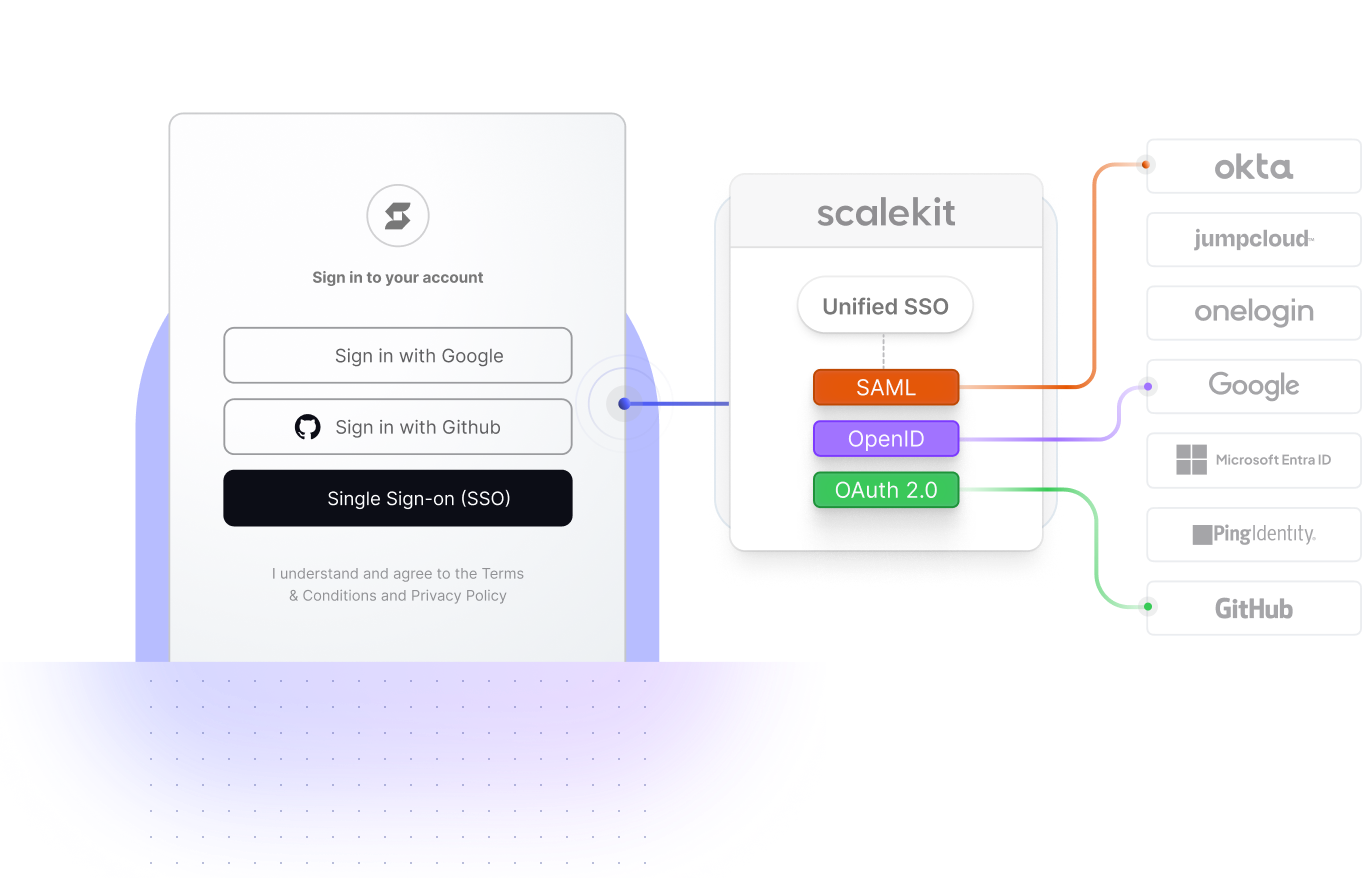 Sign in to your account
Sign in with Google
Sign in with Github
Single Sign-on (SSO)
I understand and agree to the Terms
& Conditions and Privacy Policy
scalekit
Unified SSO
SAML
OpenID
OAuth 2.0
okta
jumpcloud™
onelogin
Google
Microsoft Entra ID
PingIdentity®
GitHub